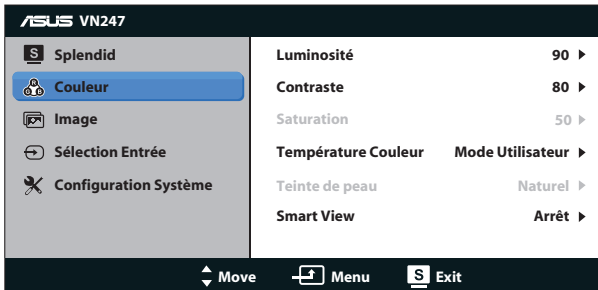 ASUS VN247
S Splendid
Couleur
Image
Sélection Entrée
Configuration Système
Luminosité 90
Contraste 80
Saturation 50
Température Couleur Mode Utilisateur
Teinte de peau Naturel
Smart View Arrêt
Move Menu S Exit